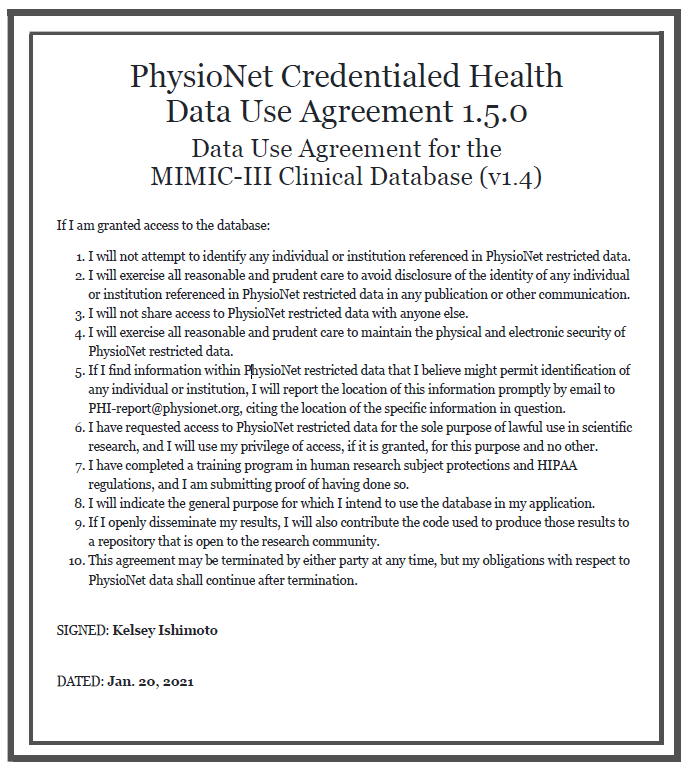 PhysioNet Credentialed Health
Data Use Agreement 1.5.0
Data Use Agreement for the
MIMIC-III Clinical Database (v1.4)
If I am granted access to the database:
1. I will not attempt to identify any individual or institution referenced in PhysioNet restricted data.
2. I will exercise all reasonable and prudent care to avoid disclosure of the identity of any individual
or institution referenced in PhysioNet restricted data in any publication or other communication.
3. I will not share access to PhysioNet restricted data with anyone else.
4. I will exercise all reasonable and prudent care to maintain the physical and electronic security of
PhysioNet restricted data.
5. If I find information within PhysioNet restricted data that I believe might permit identification of
any individual or institution, I will report the location of this information promptly by email to
PHI-report@physionet.org, citing the location of the specific information in question.
6. I have requested access to PhysioNet restricted data for the sole purpose of lawful use in scientific
research, and I will use my privilege of access, if it is granted, for this purpose and no other.
7. I have completed a training program in human research subject protections and HIPAA
regulations, and I am submitting proof of having done so.
8. I will indicate the general purpose for which I intend to use the database in my application.
9. If I openly disseminate my results, I will also contribute the code used to produce those results to
a repository that is open to the research community.
10. This agreement may be terminated by either party at any time, but my obligations with respect to
PhysioNet data shall continue after termination.
SIGNED: Kelsey Ishimoto
DATED: Jan. 20, 2021